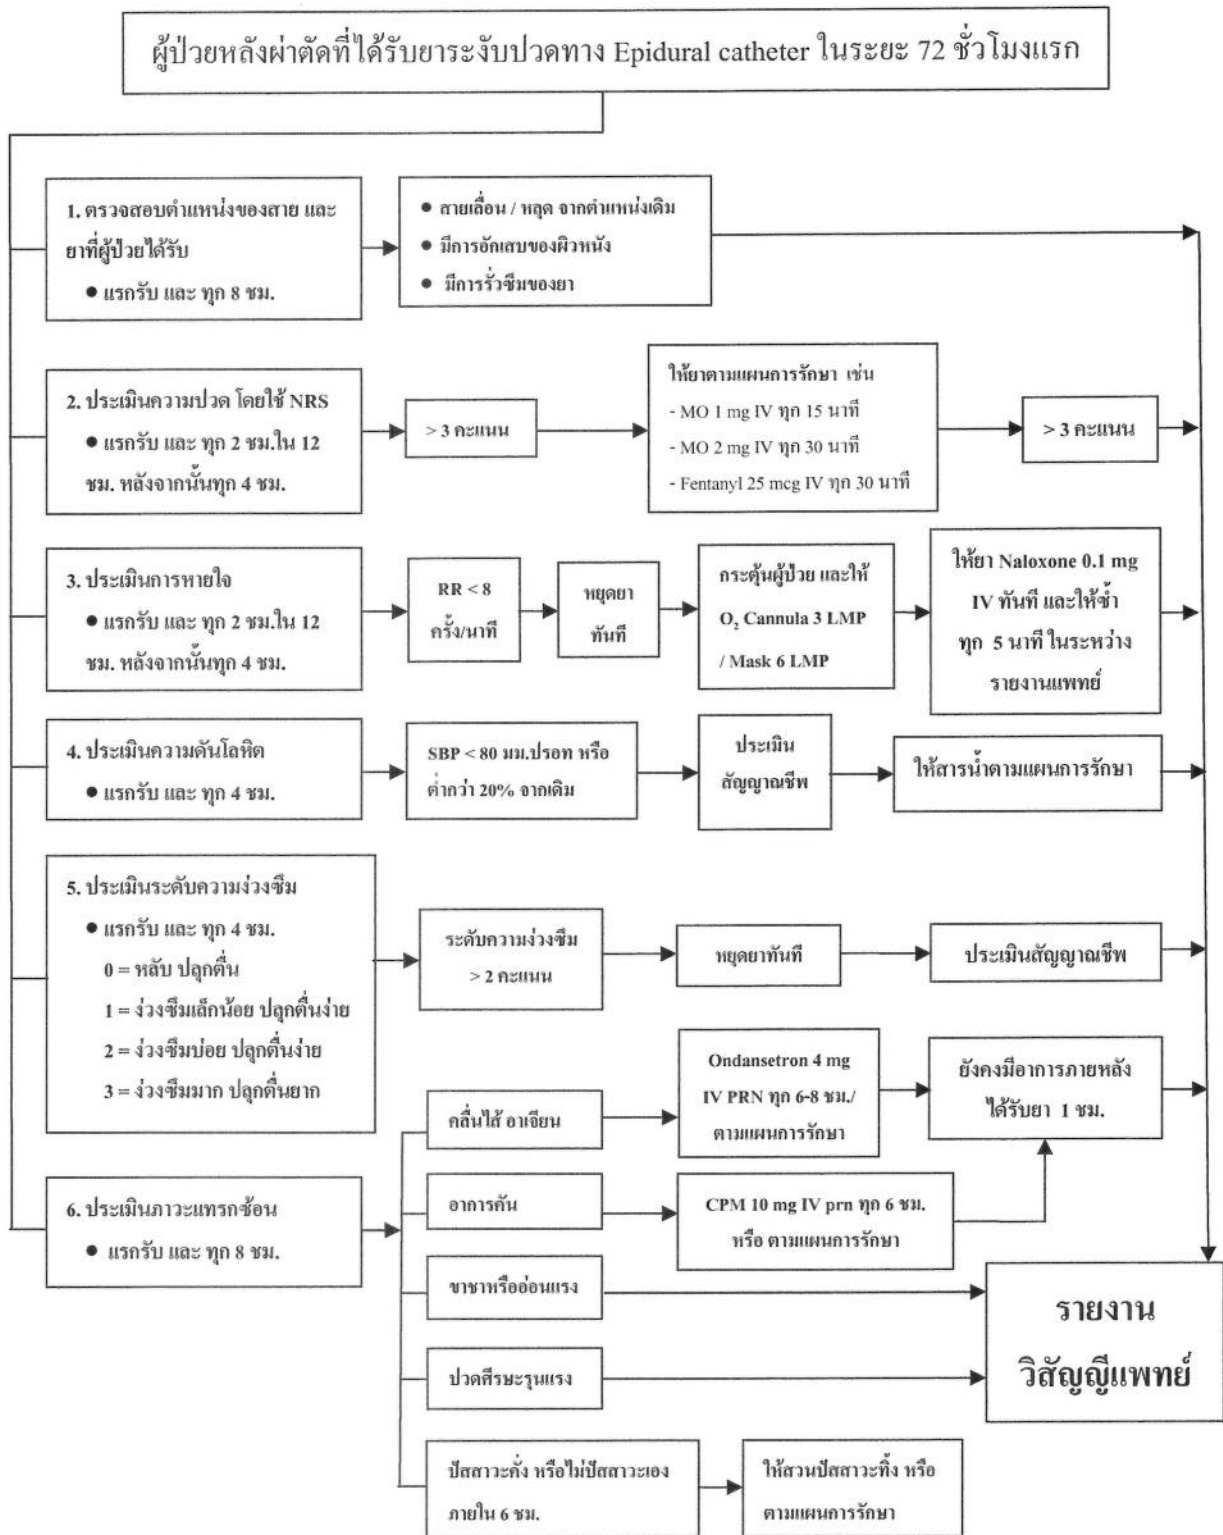 ผู้ป่วยหลังผ่าตัดที่ได้รับยาระงับปวดทาง Epidural catheter ในระยะ 72 ชั่วโมงแรก
1. ตรวจสอบตำแหน่งของสาย และ
ยาที่ผู้ป่วยได้รับ
● แรกรับ และ ทุก 8 ชม.
● สายเลื่อน / หลุด จากตำแหน่งเดิม
● มีการอักเสบของผิวหนัง
● มีการรั่วซึมของยา
2. ประเมินความปวด โดยใช้ NRS
● แรกรับ และ ทุก 2 ชม.ใน 12
ชม. หลังจากนั้นทุก 4 ชม.
> 3 คะแนน
ให้ยาตามแผนการรักษา เช่น
- MO 1 mg IV ทุก 15 นาที
- MO 2 mg IV ทุก 30 นาที
- Fentanyl 25 mcg IV ทุก 30 นาที
> 3 คะแนน
3. ประเมินการหายใจ
● แรกรับ และ ทุก 2 ชม.ใน 12
ชม. หลังจากนั้นทุก 4 ชม.
RR < 8
ครั้ง/นาที
หยุดยา
ทันที
กระตุ้นผู้ป่วย และให้
O₂ Cannula 3 LMP
/ Mask 6 LMP
ให้ยา Naloxone 0.1 mg
IV ทันที และให้ซ้ำ
ทุก 5 นาที ในระหว่าง
รายงานแพทย์
4. ประเมินความดันโลหิต
● แรกรับ และ ทุก 4 ชม.
SBP < 80 มม.ปรอท หรือ
ต่ำกว่า 20% จากเดิม
ประเมิน
สัญญาณชีพ
ให้สารน้ำตามแผนการรักษา
5. ประเมินระดับความง่วงซึม
● แรกรับ และ ทุก 4 ชม.
0 = หลับ ปลุกตื่น
1 = ง่วงซึมเล็กน้อย ปลุกตื่นง่าย
2 = ง่วงซึมบ่อย ปลุกตื่นง่าย
3 = ง่วงซึมมาก ปลุกตื่นยาก
ระดับความง่วงซึม
> 2 คะแนน
หยุดยาทันที
ประเมินสัญญาณชีพ
6. ประเมินภาวะแทรกซ้อน
● แรกรับ และ ทุก 8 ชม.
คลื่นไส้ อาเจียน
Ondansetron 4 mg
IV PRN ทุก 6-8 ชม./
ตามแผนการรักษา
ยังคงมีอาการภายหลัง
ได้รับยา 1 ชม.
อาการคัน
CPM 10 mg IV prn ทุก 6 ชม.
หรือ ตามแผนการรักษา
ขาชาหรืออ่อนแรง
ปวดศีรษะรุนแรง
รายงาน
วิสัญญีแพทย์
ปัสสาวะคั่ง หรือไม่ปัสสาวะเอง
ภายใน 6 ชม.
ให้สวนปัสสาวะทิ้ง หรือ
ตามแผนการรักษา